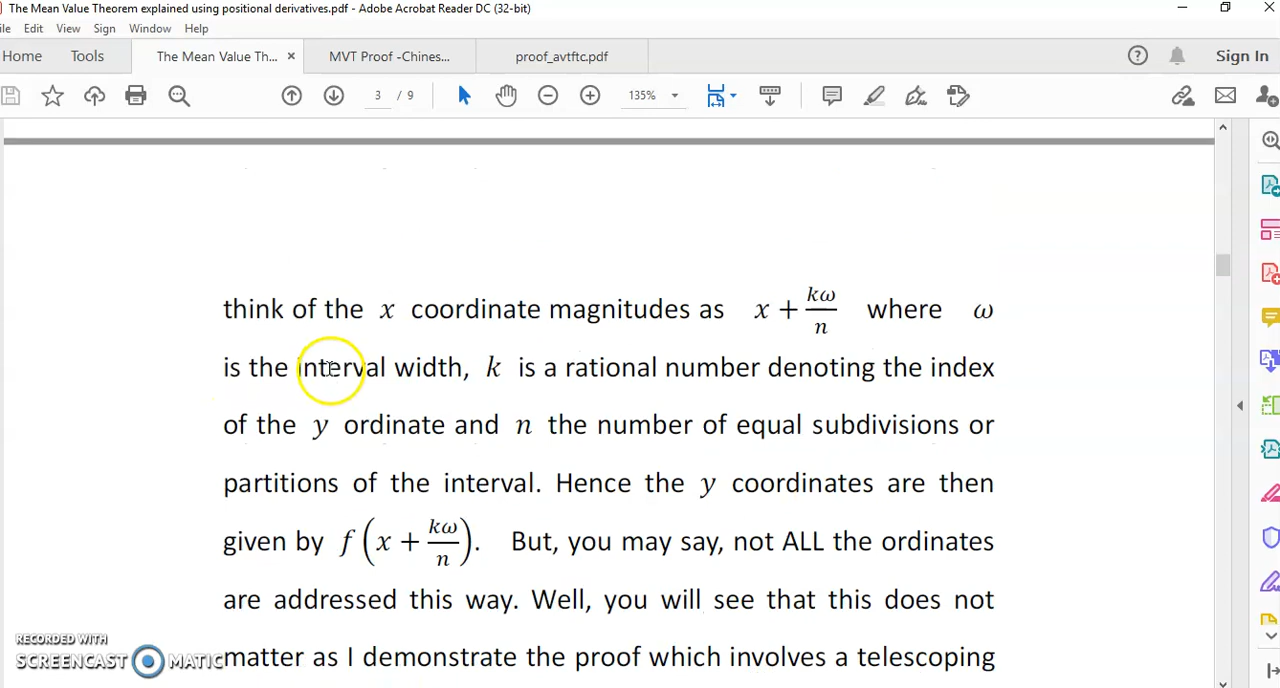 The Mean Value Theorem explained using positional derivatives.pdf - Adobe Acrobat Reader DC (32-bit)
Edit View Sign Window Help
Home Tools The Mean Value Th... × MVT Proof -Chines... proof_avtftc.pdf Sign In
3 / 9 135%
think of the x coordinate magnitudes as x + kω/n where ω
is the interval width, k is a rational number denoting the index
of the y ordinate and n the number of equal subdivisions or
partitions of the interval. Hence the y coordinates are then
given by f(x + kω/n). But, you may say, not ALL the ordinates
are addressed this way. Well, you will see that this does not
matter as I demonstrate the proof which involves a telescoping
RECORDED WITH
SCREENCAST MATIC